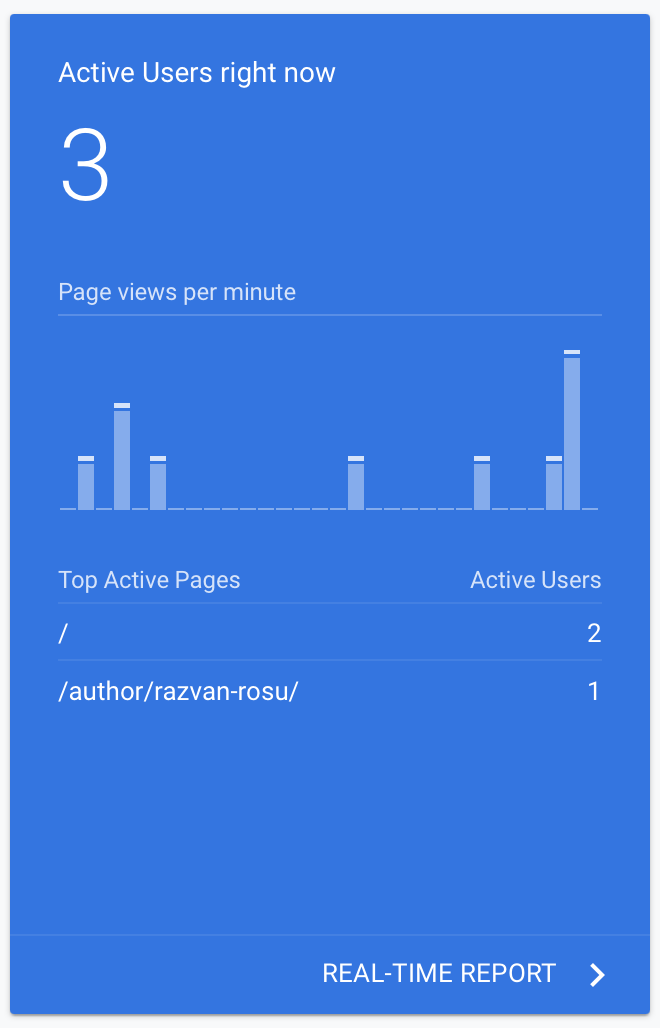 Active Users right now
3
Page views per minute
Top Active Pages Active Users
/ 2
/author/razvan-rosu/ 1
REAL-TIME REPORT